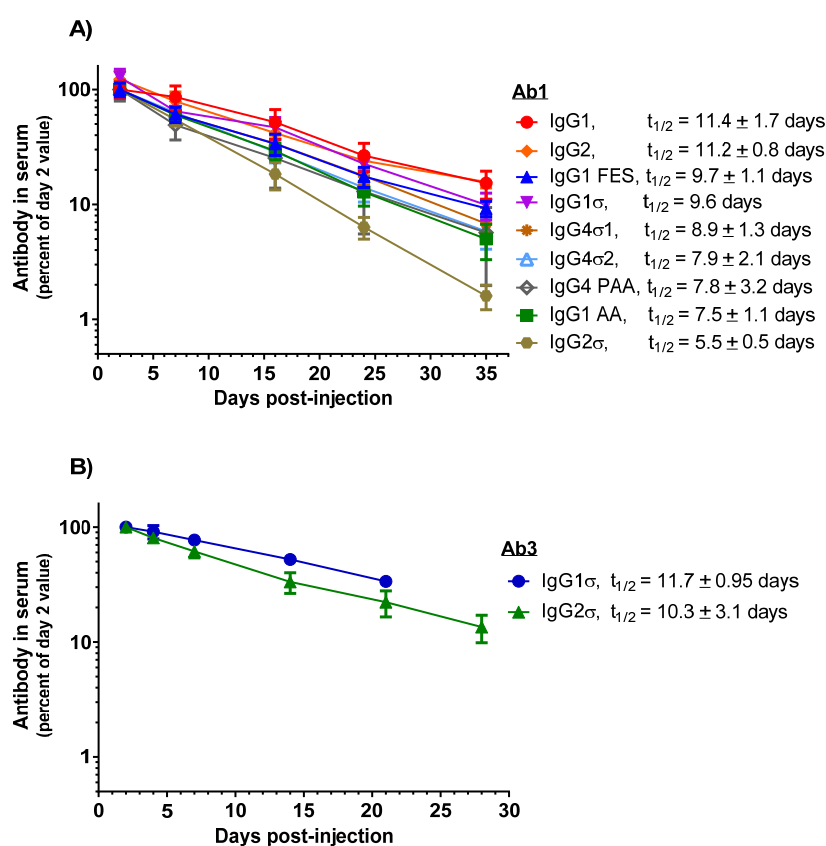 A)
100
10
1
0 5 10 15 20 25 30 35
Days post-injection
Antibody in serum
(percent of day 2 value)
Ab1
IgG1, t1/2 = 11.4 ± 1.7 days
IgG2, t1/2 = 11.2 ± 0.8 days
IgG1 FES, t1/2 = 9.7 ± 1.1 days
IgG1σ, t1/2 = 9.6 days
IgG4σ1, t1/2 = 8.9 ± 1.3 days
IgG4σ2, t1/2 = 7.9 ± 2.1 days
IgG4 PAA, t1/2 = 7.8 ± 3.2 days
IgG1 AA, t1/2 = 7.5 ± 1.1 days
IgG2σ, t1/2 = 5.5 ± 0.5 days
B)
100
10
1
0 5 10 15 20 25 30
Days post-injection
Antibody in serum
(percent of day 2 value)
Ab3
IgG1σ, t1/2 = 11.7 ± 0.95 days
IgG2σ, t1/2 = 10.3 ± 3.1 days